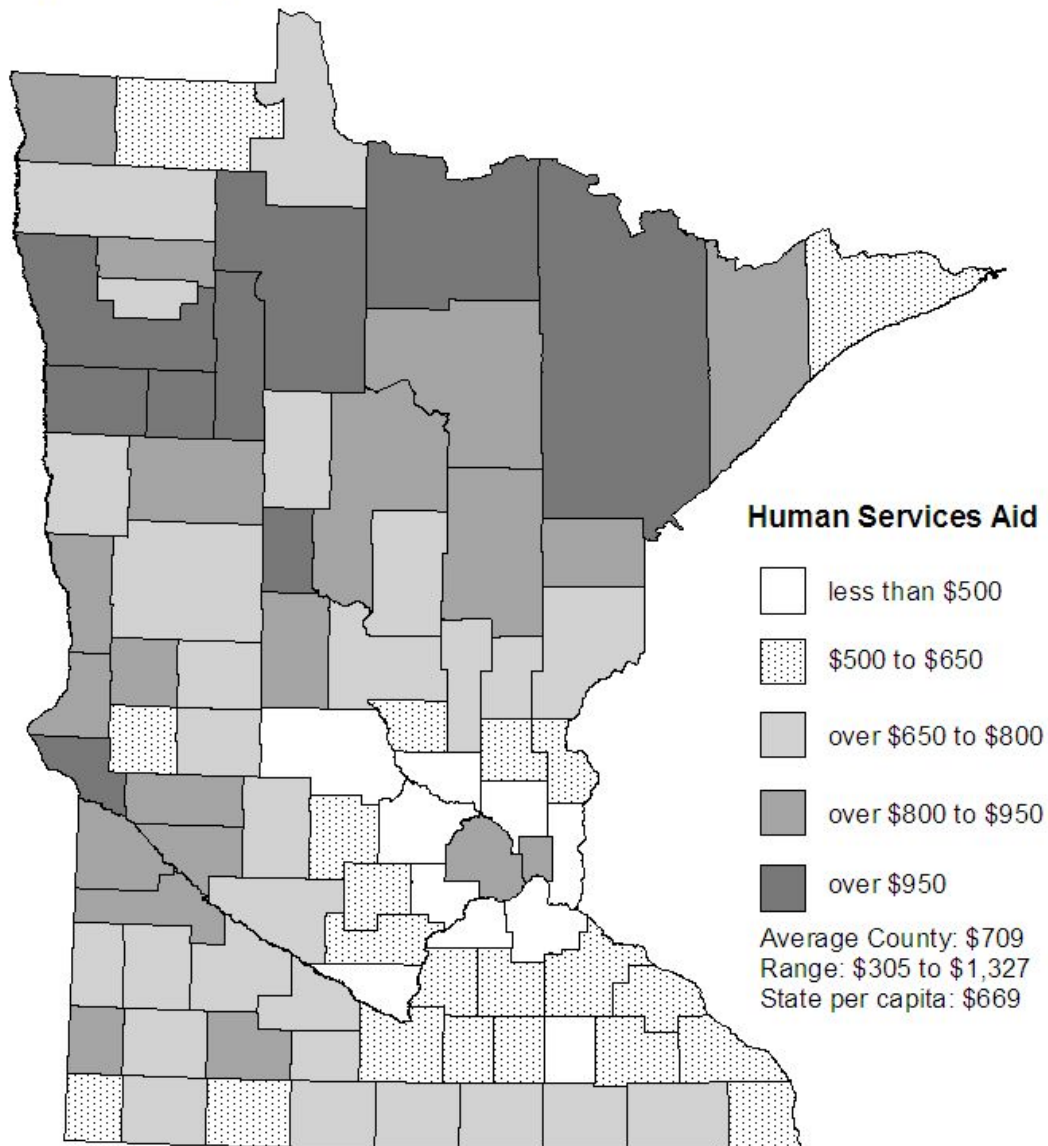 Human Services Aid
less than $500
$500 to $650
over $650 to $800
over $800 to $950
over $950
Average County: $709
Range: $305 to $1,327
State per capita: $669